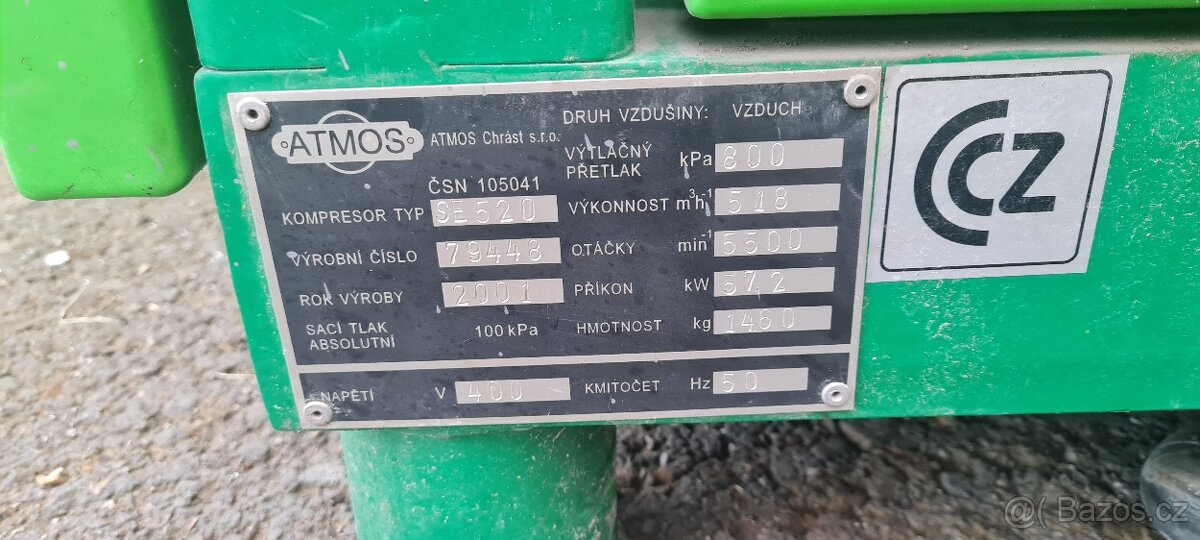 ATMOS
ATMOS Chrást s.r.o.
DRUH VZDUŠINY: VZDUCH
VÝTLAČNÝ PŘETLAK kPa 800
ČSN 105041
KOMPRESOR TYP SE520
VÝKONNOST m³h⁻¹ 518
VÝROBNÍ ČÍSLO 79448
OTÁČKY min⁻¹ 5500
ROK VÝROBY 2001
PŘÍKON kW 57,2
SACÍ TLAK ABSOLUTNÍ 100 kPa
HMOTNOST kg 1460
NAPĚTÍ V 400
KMITOČET Hz 50
CCZ
@ Bazos.cz